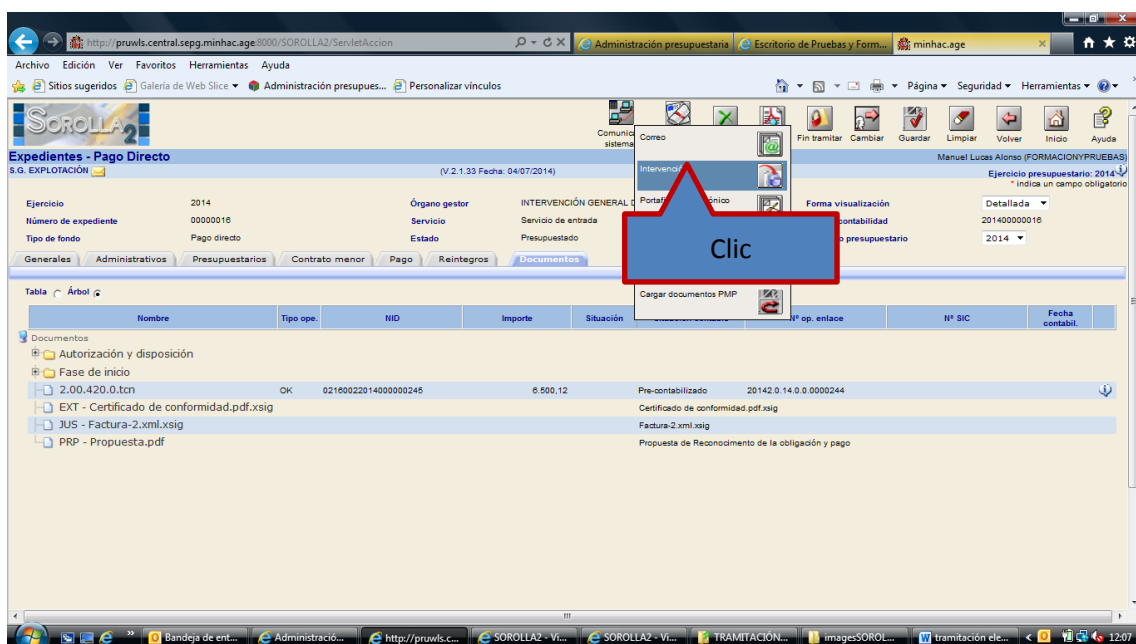 http://pruwls.central.sepg.minhac.age:8000/SOROLLA2/ServletAccion
Administración presupuestaria
Escritorio de Pruebas y Form...
minhac.age
Archivo Edición Ver Favoritos Herramientas Ayuda
Sitios sugeridos Galería de Web Slice Administración presupues... Personalizar vínculos Página Seguridad Herramientas
SOROLLA2
Fin tramitar Cambiar Guardar Limpiar Volver Inicio Ayuda
Correo
Expedientes - Pago Directo Manuel Lucas Alonso (FORMACIONYPRUEBAS)
S.G. EXPLOTACIÓN (V.2.1.33 Fecha: 04/07/2014) Ejercicio presupuestario: 2014
* indica un campo obligatorio
Clic
Ejercicio 2014 Órgano gestor INTERVENCIÓN GENERAL Forma visualización Detallada
Número de expediente 00000016 Servicio Servicio de entrada 201400000016
Tipo de fondo Pago directo Estado Presupuestado presupuestario 2014
Generales Administrativos Presupuestarios Contrato menor Pago Reintegros Documentos
Cargar documentos PMP
Tabla Árbol
Nombre Tipo ope. NID Importe Situación Nº op. enlace Nº SIC Fecha contabil.
Documentos
Autorización y disposición
Fase de inicio
2.00.420.0.tcn OK 02160022014000000245 6.500,12 Pre-contabilizado 20142.0.14.0.0.0000244
EXT - Certificado de conformidad.pdf.xsig Certificado de conformidad.pdf.xsig
JUS - Factura-2.xml.xsig Factura-2.xml.xsig
PRP - Propuesta.pdf Propuesta de Reconocimento de la obligación y pago
Bandeja de ent... Administració... http://pruwls.c... SOROLLA2 - Vi... SOROLLA2 - Vi... TRAMITACIÓN... imagesSOROL... tramitación ele... 12:07